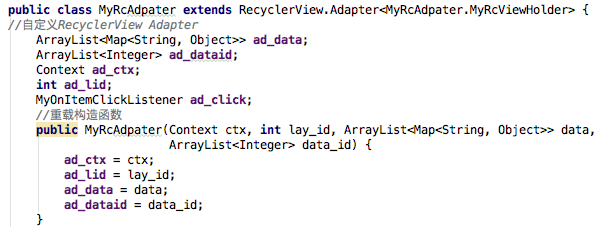 public class MyRcAdpater extends RecyclerView.Adapter<MyRcAdpater.MyRcViewHolder> {
//自定义RecyclerView Adapter
ArrayList<Map<String, Object>> ad_data;
ArrayList<Integer> ad_dataid;
Context ad_ctx;
int ad_lid;
MyOnItemClickListener ad_click;
//重载构造函数
public MyRcAdpater(Context ctx, int lay_id, ArrayList<Map<String, Object>> data,
ArrayList<Integer> data_id) {
ad_ctx = ctx;
ad_lid = lay_id;
ad_data = data;
ad_dataid = data_id;
}